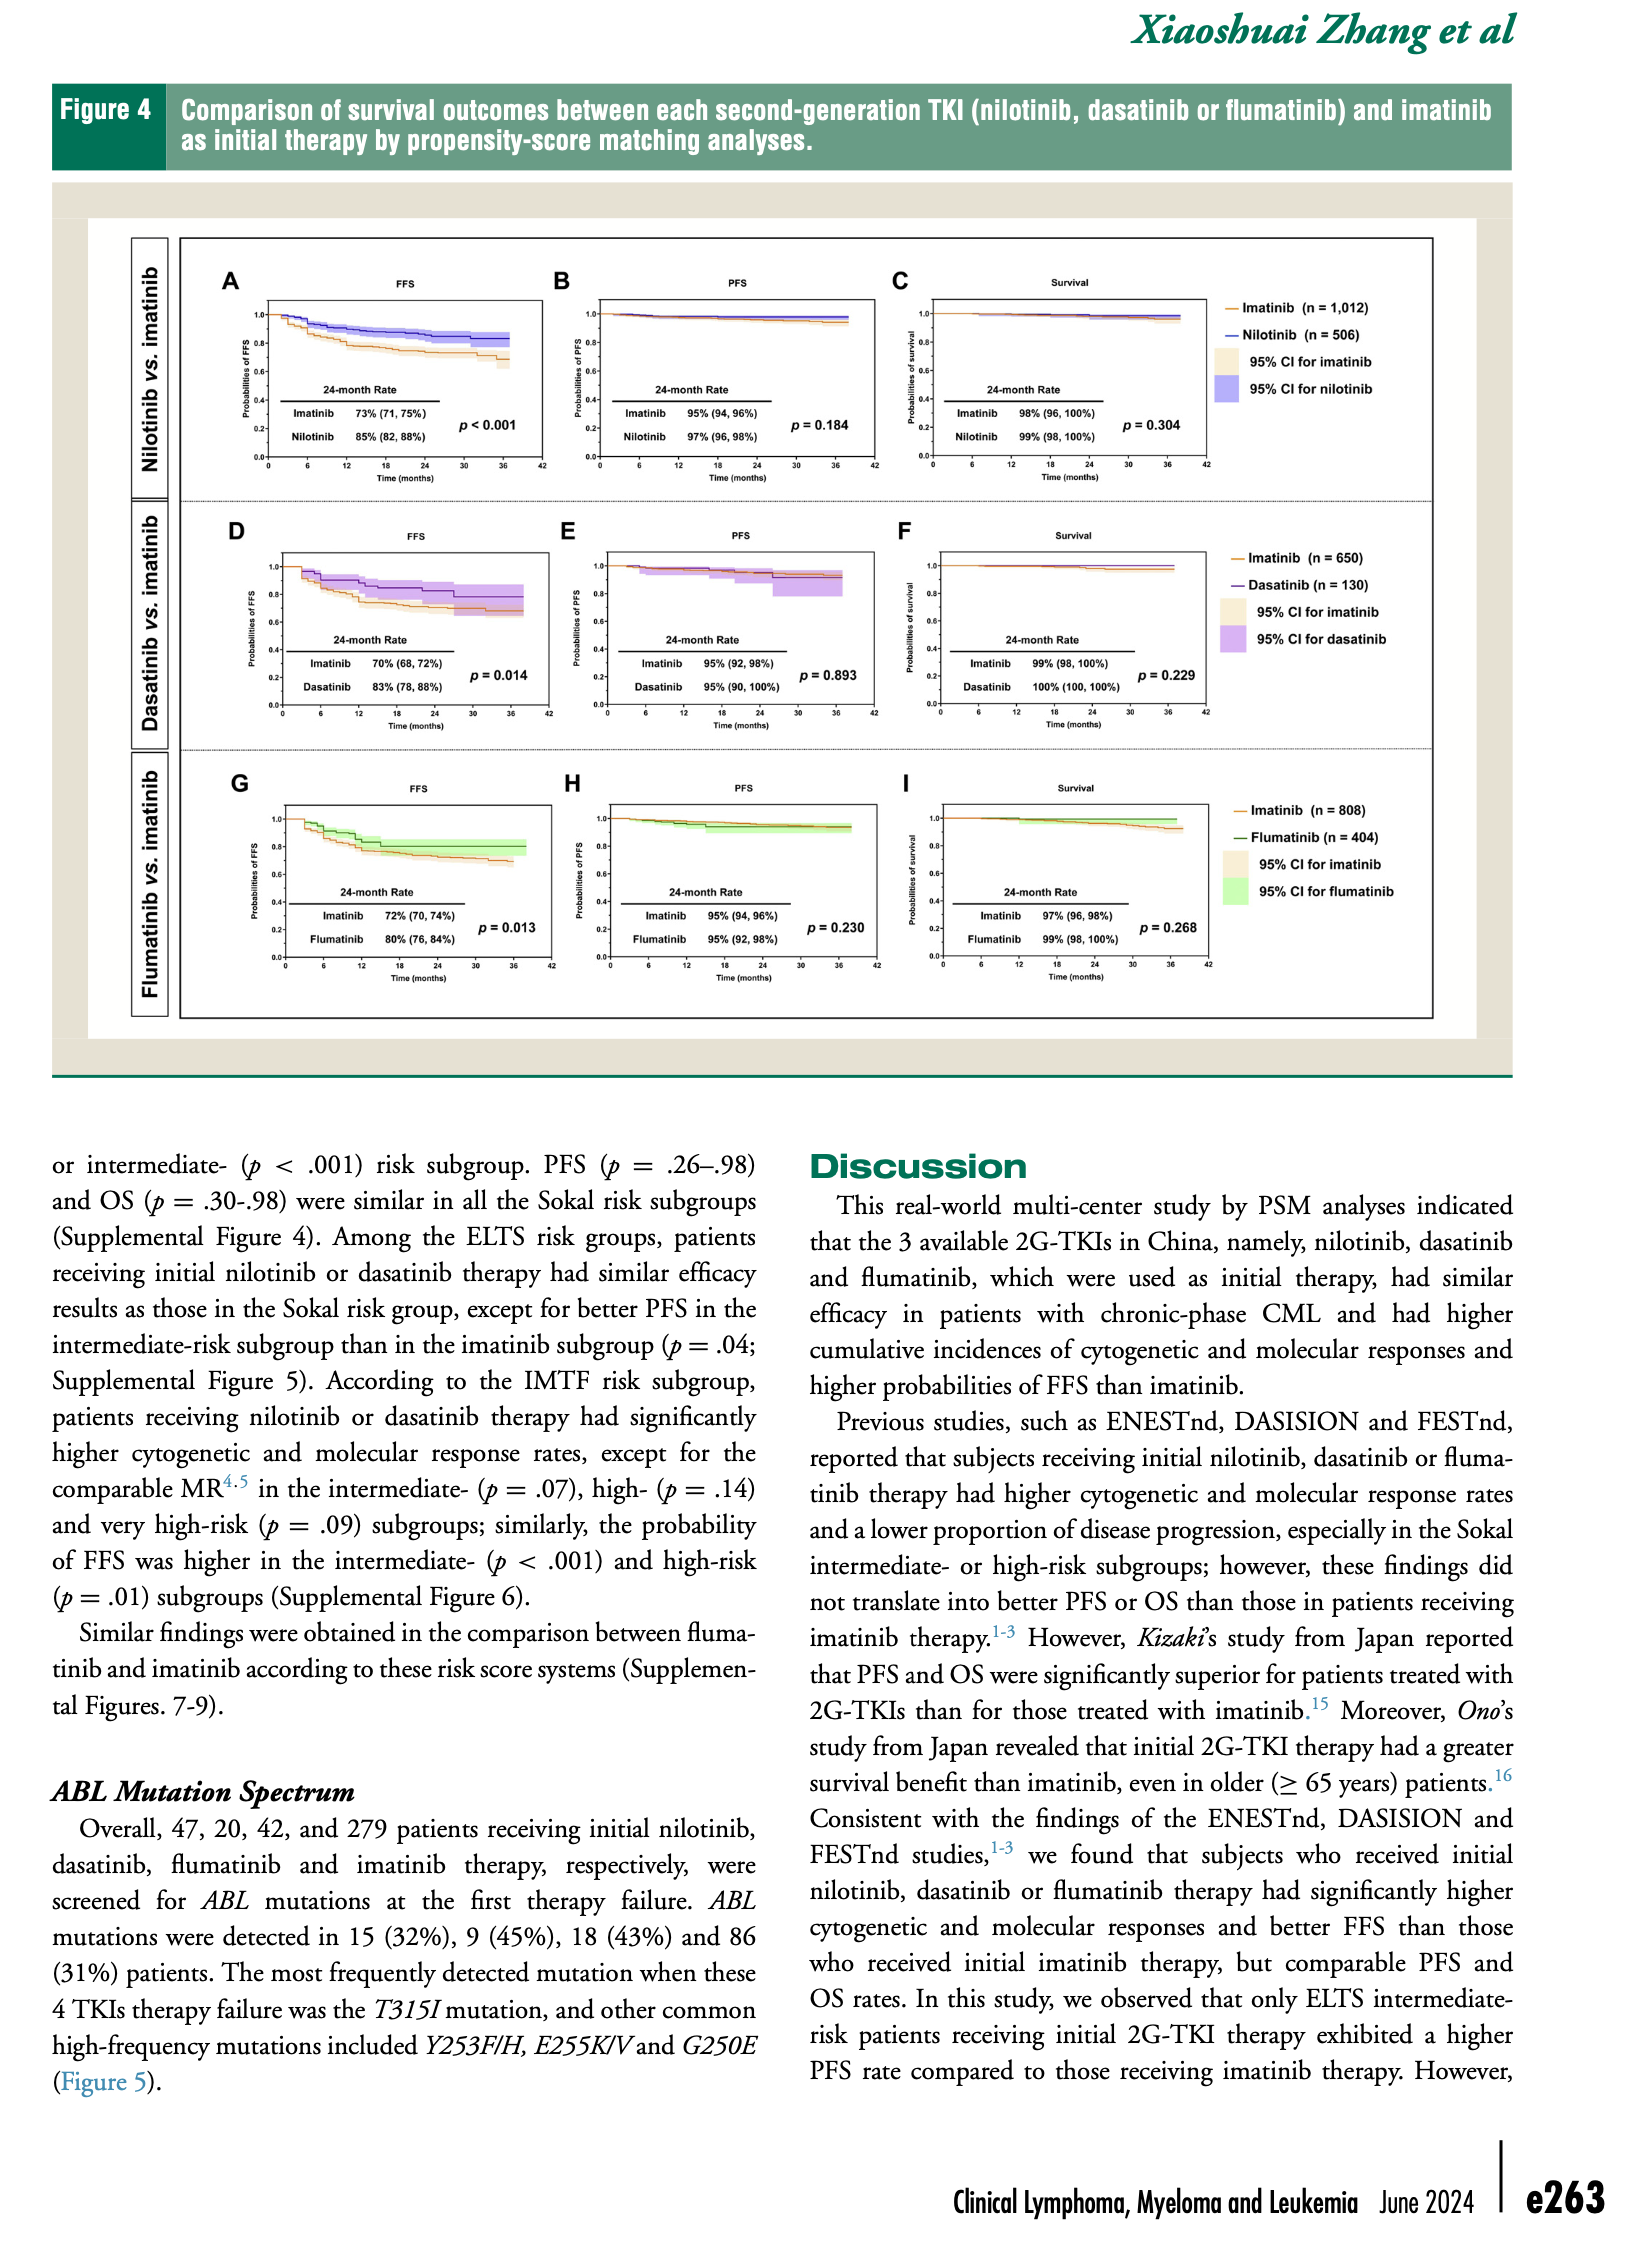 Xiaoshuai Zhang et al
Figure 4 Comparison of survival outcomes between each second-generation TKI (nilotinib, dasatinib or flumatinib) and imatinib
as initial therapy by propensity-score matching analyses.
Nilotinib vs. imatinib
A
FFS
Probabilities of FFS
1.0
0.8
0.6
0.4
0.2
0.0
24-month Rate
Imatinib 73% (71, 75%)
Nilotinib 85% (82, 88%)
p < 0.001
0 6 12 18 24 30 36 42
Time (months)
B
PFS
Probabilities of PFS
1.0
0.8
0.6
0.4
0.2
0.0
24-month Rate
Imatinib 95% (94, 96%)
Nilotinib 97% (96, 98%)
p = 0.184
0 6 12 18 24 30 36 42
Time (months)
C
Survival
Probabilities of survival
1.0
0.8
0.6
0.4
0.2
0.0
24-month Rate
Imatinib 98% (96, 100%)
Nilotinib 99% (98, 100%)
p = 0.304
0 6 12 18 24 30 36 42
Time (months)
Imatinib (n = 1,012)
Nilotinib (n = 506)
95% CI for imatinib
95% CI for nilotinib
Dasatinib vs. imatinib
D
FFS
Probabilities of FFS
1.0
0.8
0.6
0.4
0.2
0.0
24-month Rate
Imatinib 70% (68, 72%)
Dasatinib 83% (78, 88%)
p = 0.014
0 6 12 18 24 30 36 42
Time (months)
E
PFS
Probabilities of PFS
1.0
0.8
0.6
0.4
0.2
0.0
24-month Rate
Imatinib 95% (92, 98%)
Dasatinib 95% (90, 100%)
p = 0.893
0 6 12 18 24 30 36 42
Time (months)
F
Survival
Probabilities of survival
1.0
0.8
0.6
0.4
0.2
0.0
24-month Rate
Imatinib 99% (98, 100%)
Dasatinib 100% (100, 100%)
p = 0.229
0 6 12 18 24 30 36 42
Time (months)
Imatinib (n = 650)
Dasatinib (n = 130)
95% CI for imatinib
95% CI for dasatinib
Flumatinib vs. imatinib
G
FFS
Probabilities of FFS
1.0
0.8
0.6
0.4
0.2
0.0
24-month Rate
Imatinib 72% (70, 74%)
Flumatinib 80% (76, 84%)
p = 0.013
0 6 12 18 24 30 36 42
Time (months)
H
PFS
Probabilities of PFS
1.0
0.8
0.6
0.4
0.2
0.0
24-month Rate
Imatinib 95% (94, 96%)
Flumatinib 95% (92, 98%)
p = 0.230
0 6 12 18 24 30 36 42
Time (months)
I
Survival
Probabilities of survival
1.0
0.8
0.6
0.4
0.2
0.0
24-month Rate
Imatinib 97% (96, 98%)
Flumatinib 99% (98, 100%)
p = 0.268
0 6 12 18 24 30 36 42
Time (months)
Imatinib (n = 808)
Flumatinib (n = 404)
95% CI for imatinib
95% CI for flumatinib
or intermediate- (p < .001) risk subgroup. PFS (p = .26–.98)
and OS (p = .30-.98) were similar in all the Sokal risk subgroups
(Supplemental Figure 4). Among the ELTS risk groups, patients
receiving initial nilotinib or dasatinib therapy had similar efficacy
results as those in the Sokal risk group, except for better PFS in the
intermediate-risk subgroup than in the imatinib subgroup (p = .04;
Supplemental Figure 5). According to the IMTF risk subgroup,
patients receiving nilotinib or dasatinib therapy had significantly
higher cytogenetic and molecular response rates, except for the
comparable MR4.5 in the intermediate- (p = .07), high- (p = .14)
and very high-risk (p = .09) subgroups; similarly, the probability
of FFS was higher in the intermediate- (p < .001) and high-risk
(p = .01) subgroups (Supplemental Figure 6).
Similar findings were obtained in the comparison between fluma-
tinib and imatinib according to these risk score systems (Supplemen-
tal Figures. 7-9).
ABL Mutation Spectrum
Overall, 47, 20, 42, and 279 patients receiving initial nilotinib,
dasatinib, flumatinib and imatinib therapy, respectively, were
screened for ABL mutations at the first therapy failure. ABL
mutations were detected in 15 (32%), 9 (45%), 18 (43%) and 86
(31%) patients. The most frequently detected mutation when these
4 TKIs therapy failure was the T315I mutation, and other common
high-frequency mutations included Y253F/H, E255K/V and G250E
(Figure 5).
Discussion
This real-world multi-center study by PSM analyses indicated
that the 3 available 2G-TKIs in China, namely, nilotinib, dasatinib
and flumatinib, which were used as initial therapy, had similar
efficacy in patients with chronic-phase CML and had higher
cumulative incidences of cytogenetic and molecular responses and
higher probabilities of FFS than imatinib.
Previous studies, such as ENESTnd, DASISION and FESTnd,
reported that subjects receiving initial nilotinib, dasatinib or fluma-
tinib therapy had higher cytogenetic and molecular response rates
and a lower proportion of disease progression, especially in the Sokal
intermediate- or high-risk subgroups; however, these findings did
not translate into better PFS or OS than those in patients receiving
imatinib therapy.1-3 However, Kizaki's study from Japan reported
that PFS and OS were significantly superior for patients treated with
2G-TKIs than for those treated with imatinib.15 Moreover, Ono's
study from Japan revealed that initial 2G-TKI therapy had a greater
survival benefit than imatinib, even in older (≥ 65 years) patients.16
Consistent with the findings of the ENESTnd, DASISION and
FESTnd studies,1-3 we found that subjects who received initial
nilotinib, dasatinib or flumatinib therapy had significantly higher
cytogenetic and molecular responses and better FFS than those
who received initial imatinib therapy, but comparable PFS and
OS rates. In this study, we observed that only ELTS intermediate-
risk patients receiving initial 2G-TKI therapy exhibited a higher
PFS rate compared to those receiving imatinib therapy. However,
Clinical Lymphoma, Myeloma and Leukemia June 2024 e263